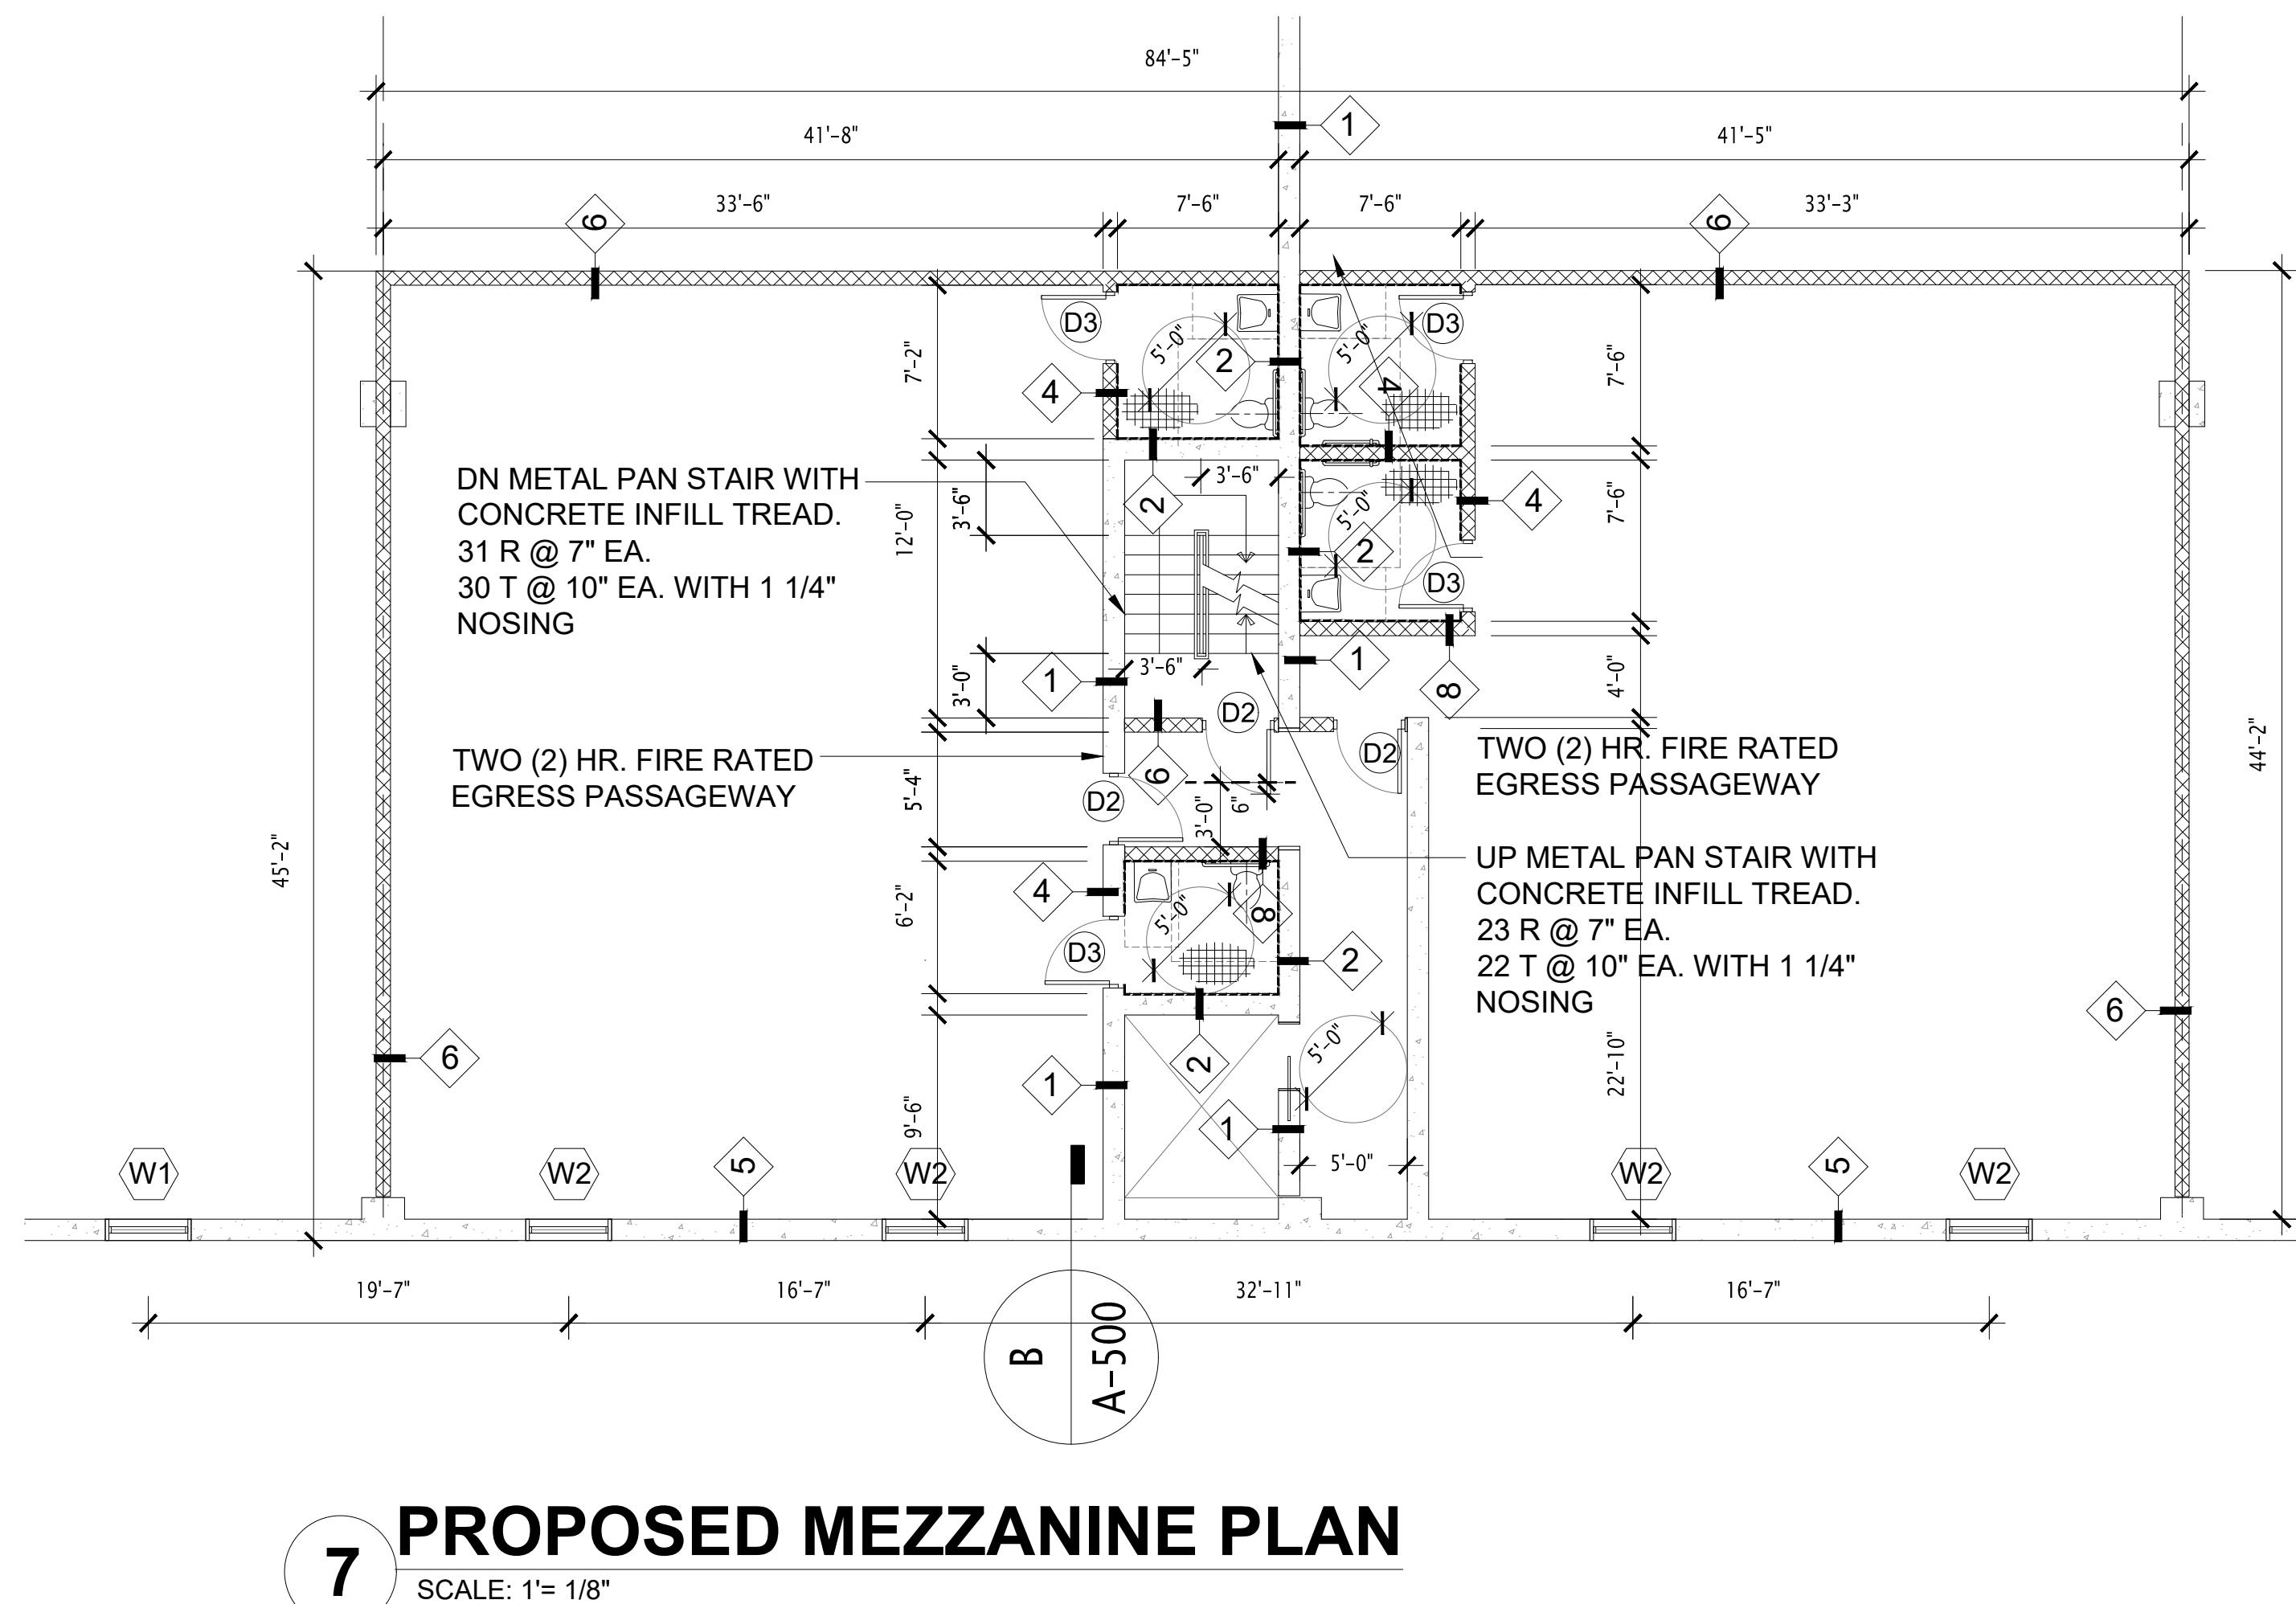 84'-5"
41'-8"
1
41'-5"
33'-6"
6
7'-6"
7'-6"
6
33'-3"
D3
5'-0"
2
5'-0"
D3
7'-2"
7'-6"
4
4
DN METAL PAN STAIR WITH
CONCRETE INFILL TREAD.
31 R @ 7" EA.
30 T @ 10" EA. WITH 1 1/4"
NOSING
12'-0"
3'-6"
2
3'-6"
5'-0"
4
7'-6"
2
D3
3'-0"
1
3'-6"
1
8
4'-0"
D2
D2
TWO (2) HR. FIRE RATED
EGRESS PASSAGEWAY
5'-4"
D2
6
3'-0"
6"
TWO (2) HR. FIRE RATED
EGRESS PASSAGEWAY
44'-2"
45'-2"
4
6'-2"
5'-0"
8
D3
2
UP METAL PAN STAIR WITH
CONCRETE INFILL TREAD.
23 R @ 7" EA.
22 T @ 10" EA. WITH 1 1/4"
NOSING
6
6
1
2
5'-0"
22'-10"
9'-6"
1
5'-0"
W1
W2
5
W2
W2
5
W2
19'-7"
16'-7"
32'-11"
16'-7"
B
A-500
7
PROPOSED MEZZANINE PLAN
SCALE: 1'= 1/8"